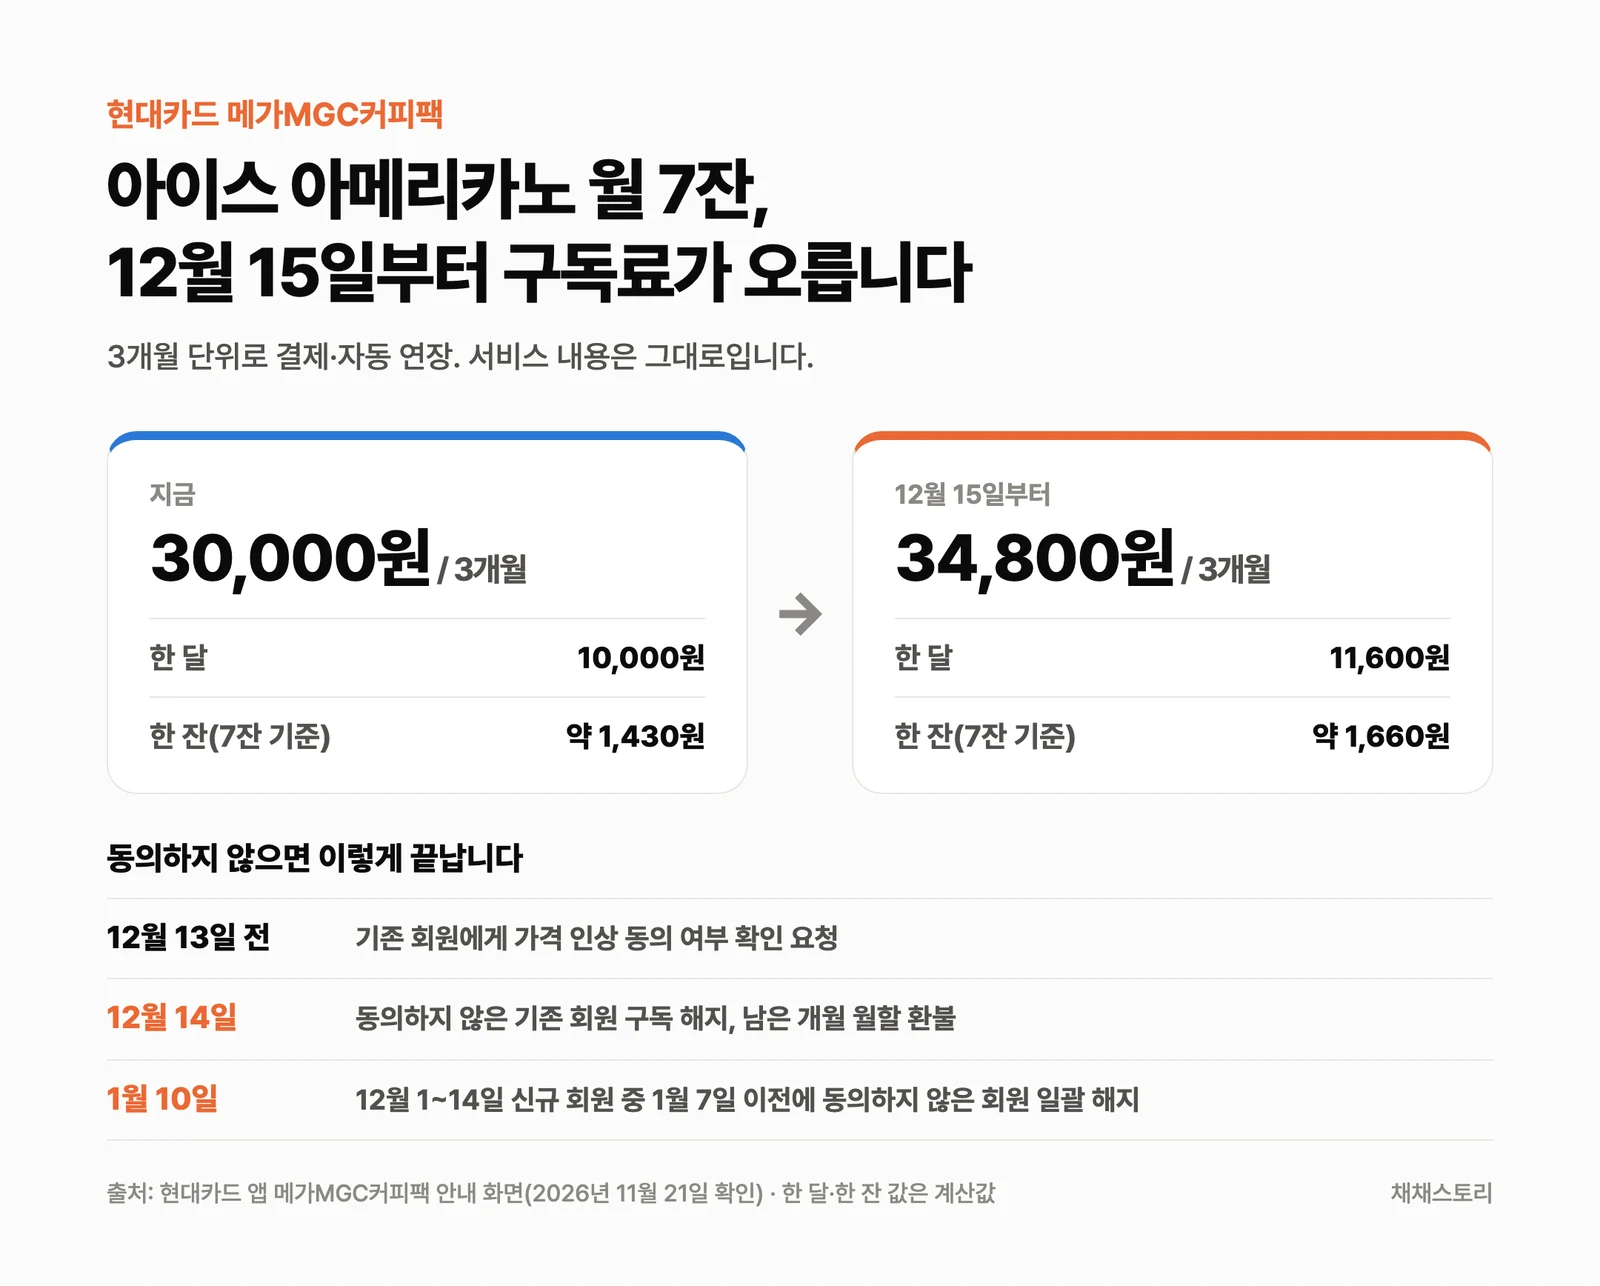 현대카드 메가MGC커피팩
아이스 아메리카노 월 7잔,
12월 15일부터 구독료가 오릅니다
3개월 단위로 결제·자동 연장. 서비스 내용은 그대로입니다.
지금
30,000원 / 3개월
한 달 10,000원
한 잔(7잔 기준) 약 1,430원
→
12월 15일부터
34,800원 / 3개월
한 달 11,600원
한 잔(7잔 기준) 약 1,660원
동의하지 않으면 이렇게 끝납니다
12월 13일 전 기존 회원에게 가격 인상 동의 여부 확인 요청
12월 14일 동의하지 않은 기존 회원 구독 해지, 남은 개월 월할 환불
1월 10일 12월 1~14일 신규 회원 중 1월 7일 이전에 동의하지 않은 회원 일괄 해지
출처: 현대카드 앱 메가MGC커피팩 안내 화면(2026년 11월 21일 확인) · 한 달·한 잔 값은 계산값 채채스토리